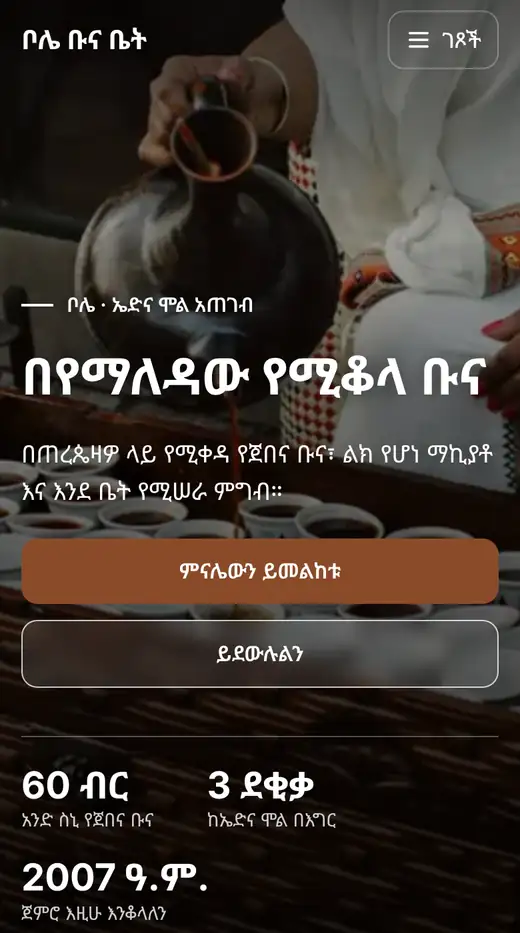 ቦሌ ቡና ቤት
ገጾች
ቦሌ · ኤድና ሞል አጠገብ
በየማለዳው የሚቆላ ቡና
በጠረጴዛዎ ላይ የሚቀዳ የጀበና ቡና፣ ልክ የሆነ ማኪያቶ
እና እንደ ቤት የሚሠራ ምግብ።
ምናሌውን ይመልከቱ
ይደውሉልን
60 ብር
አንድ ስኒ የጀበና ቡና
3 ደቂቃ
ከኤድና ሞል በእግር
2007 ዓ.ም.
ጀምሮ እዚሁ እንቆላለን